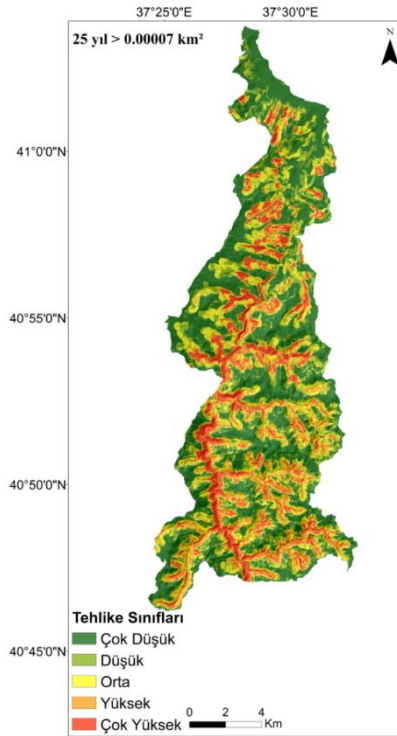 37°25'0"E 37°30'0"E
25 yıl > 0.00007 km²
N
41°0'0"N
40°55'0"N
40°50'0"N
40°45'0"N
Tehlike Sınıfları
Çok Düşük
Düşük
Orta
Yüksek
Çok Yüksek
0 2 4
Km